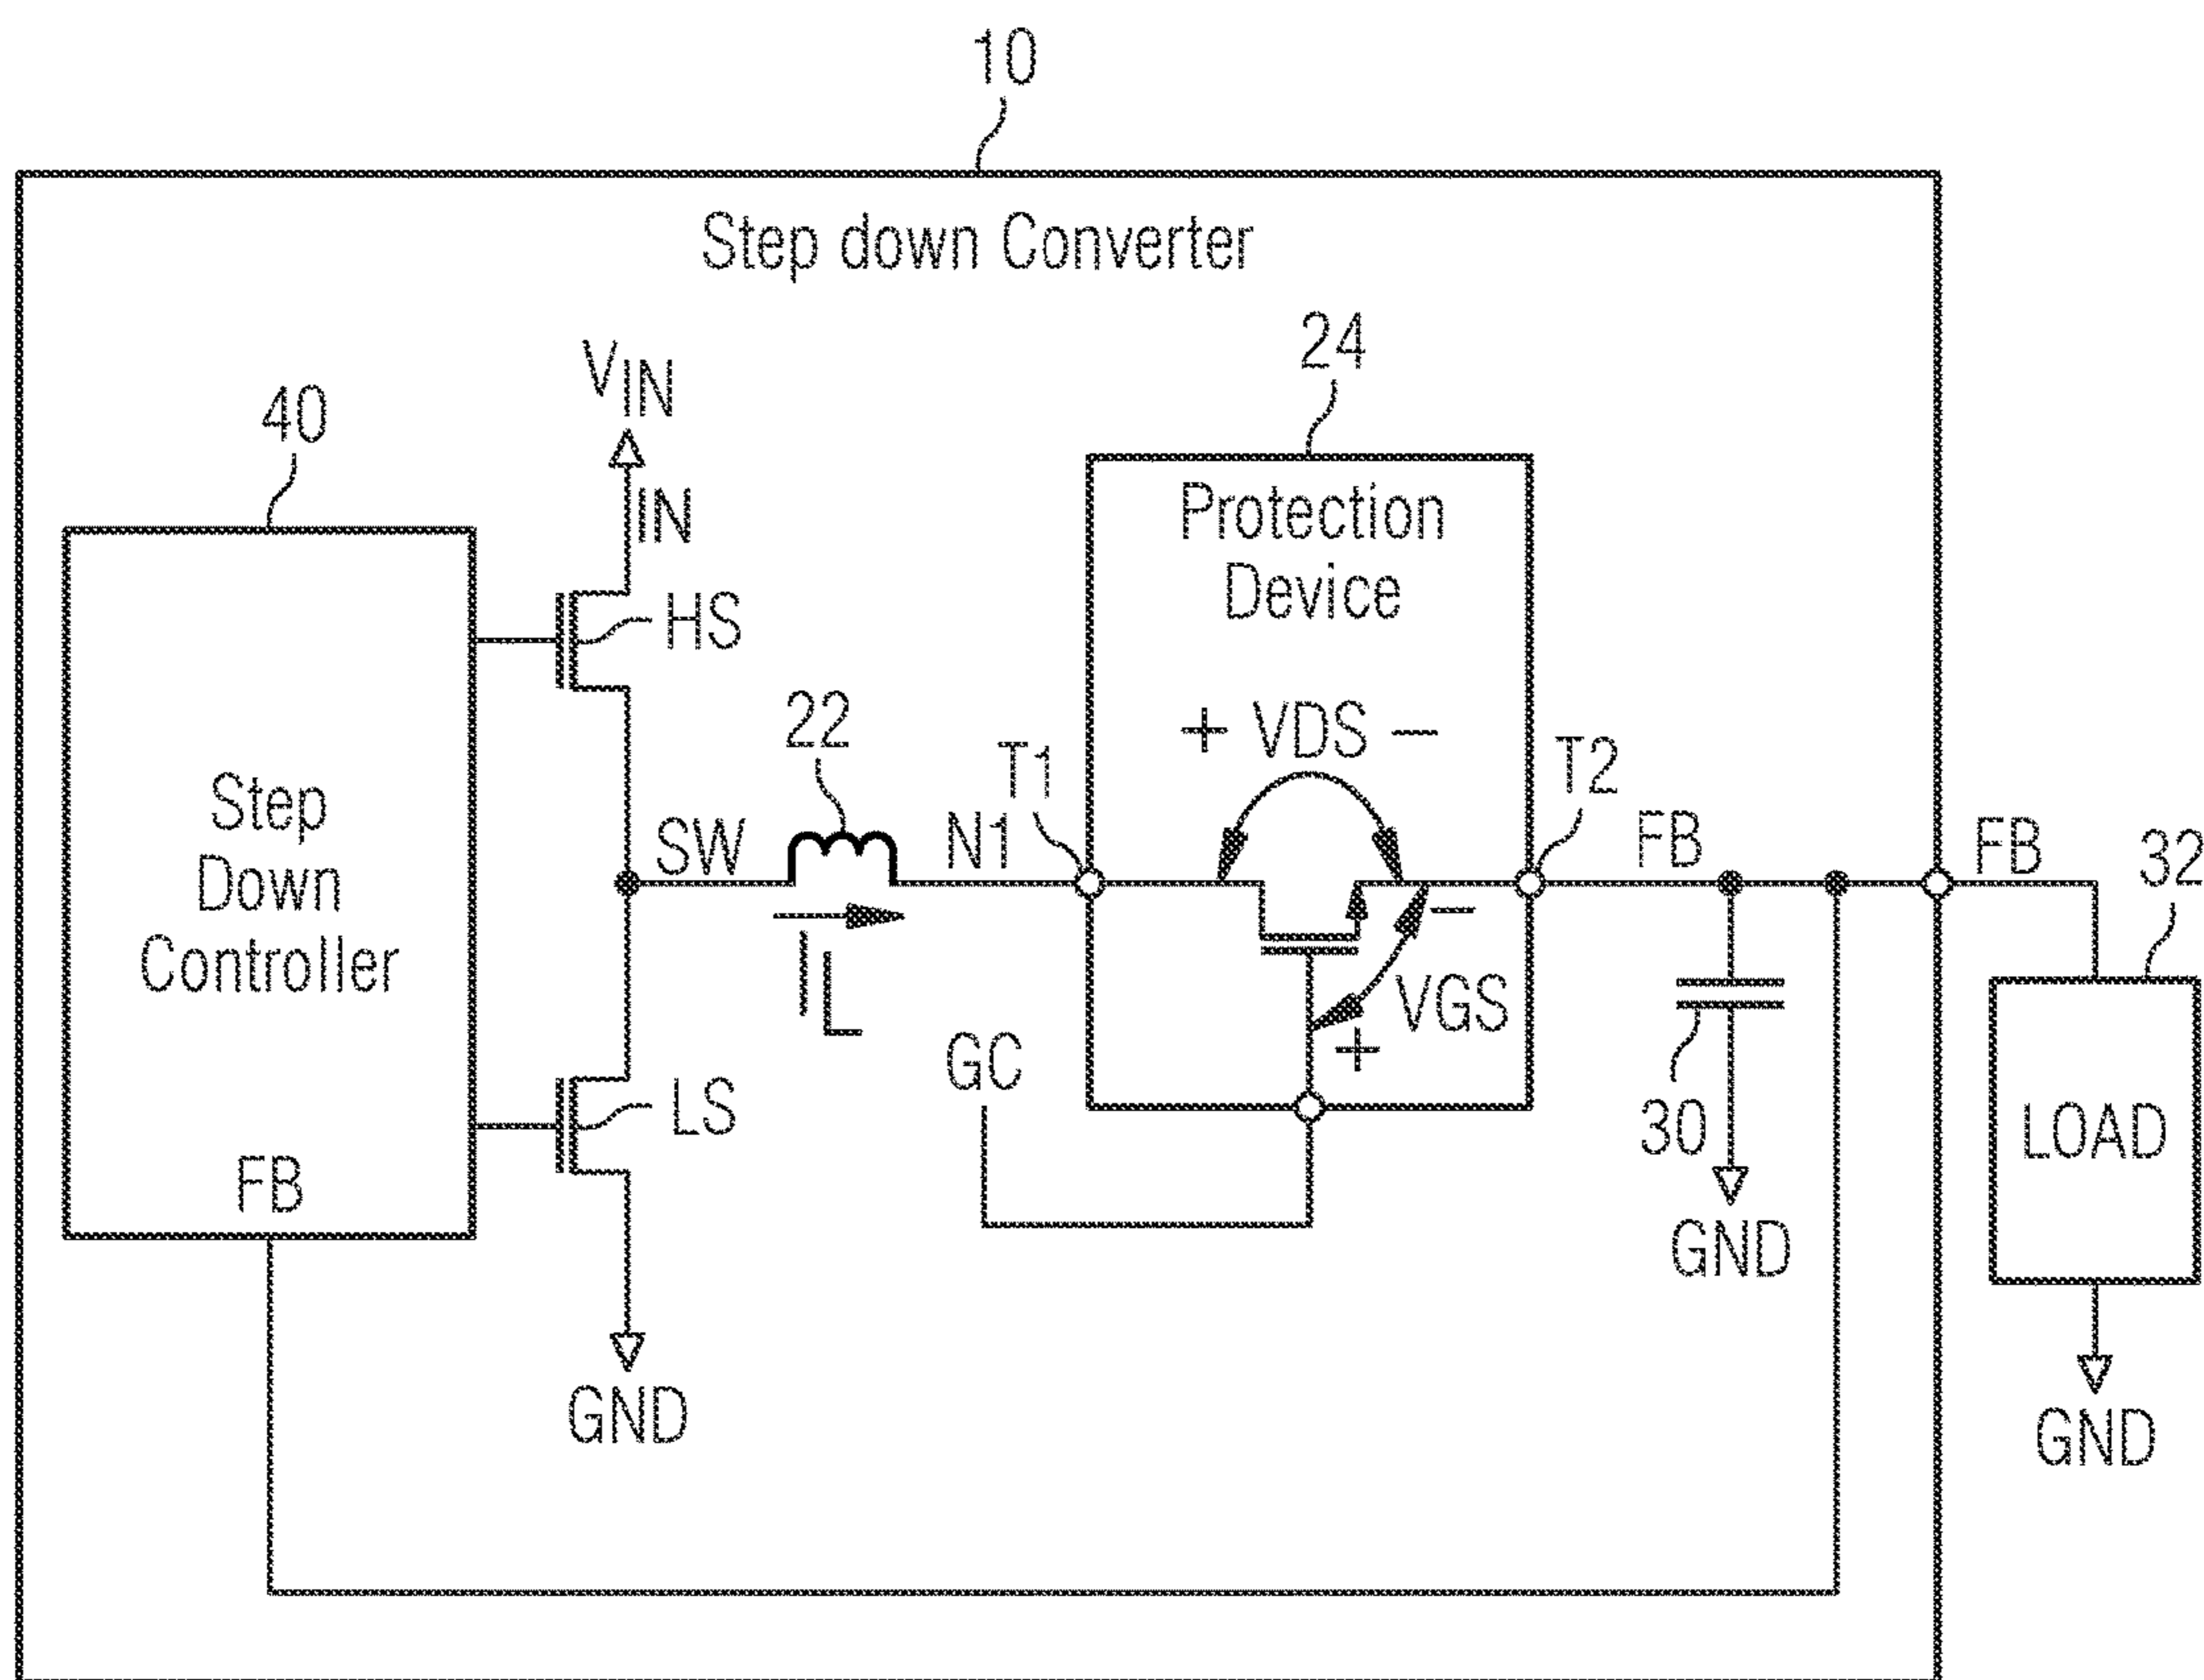 10
Step down Converter
24
VIN
40
IN
Protection
Device
HS
22
+ VDS −
T1
T2
Step
Down
Controller
SW
N1
FB
FB
32
−
IL
VGS
+
GC
30
LS
LOAD
FB
GND
GND
GND